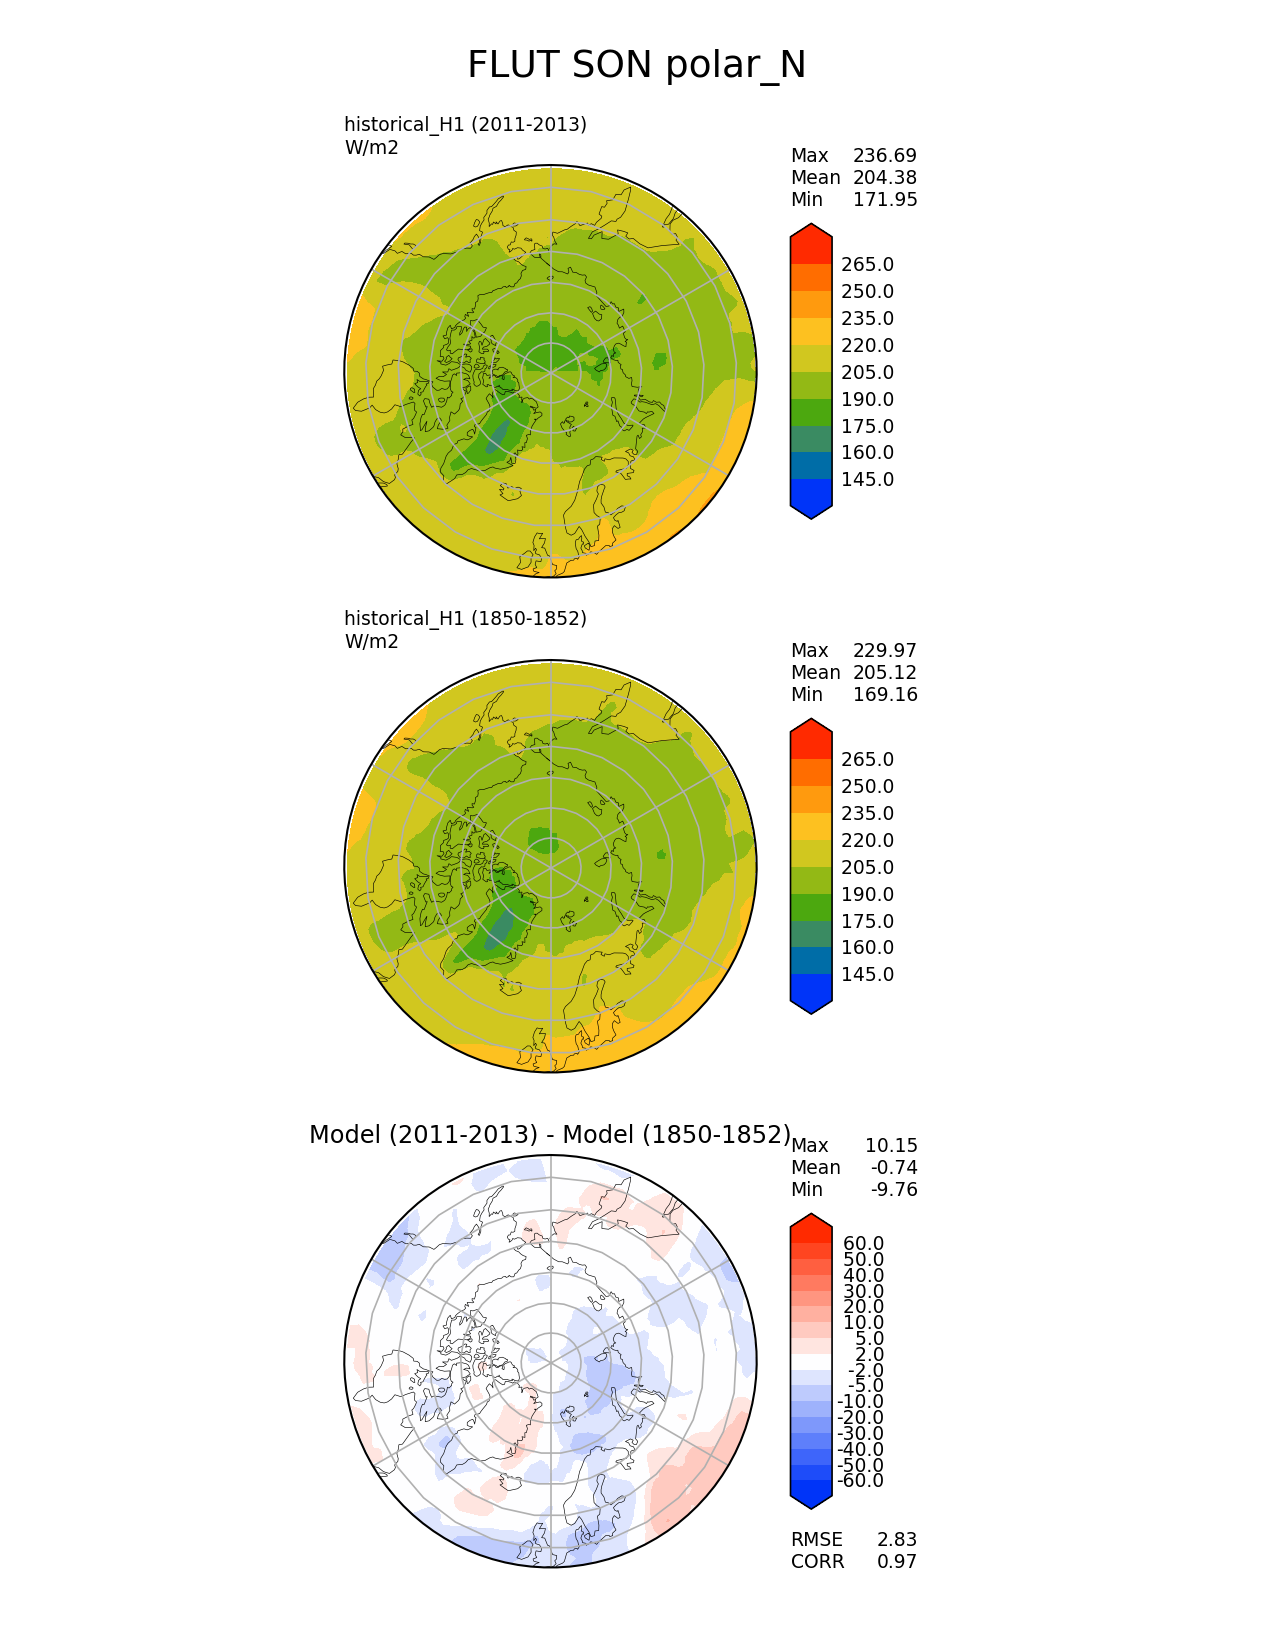 FLUT SON polar_N
historical_H1 (2011-2013)
W/m2
Max 236.69
Mean 204.38
Min 171.95
265.0
250.0
235.0
220.0
205.0
190.0
175.0
160.0
145.0
historical_H1 (1850-1852)
W/m2
Max 229.97
Mean 205.12
Min 169.16
265.0
250.0
235.0
220.0
205.0
190.0
175.0
160.0
145.0
Model (2011-2013) - Model (1850-1852)
Max 10.15
Mean -0.74
Min -9.76
60.0
50.0
40.0
30.0
20.0
10.0
5.0
2.0
-2.0
-5.0
-10.0
-20.0
-30.0
-40.0
-50.0
-60.0
RMSE 2.83
CORR 0.97